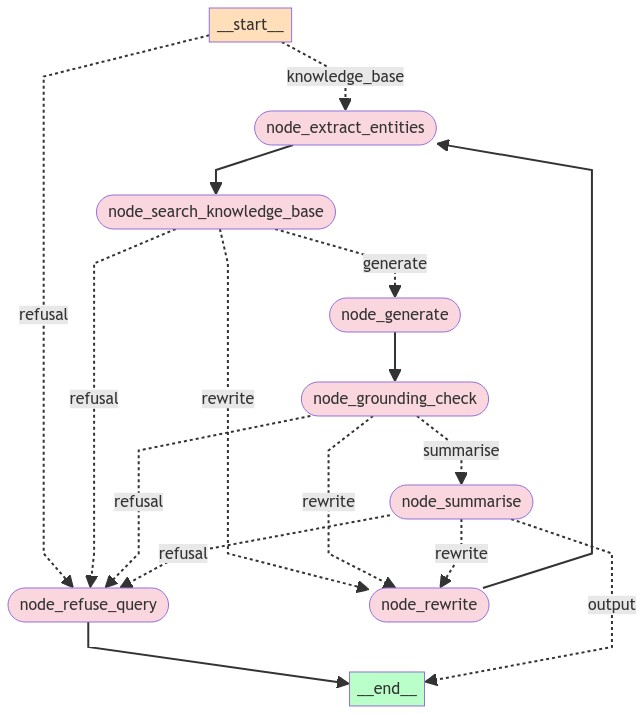 __start__
knowledge_base
node_extract_entities
node_search_knowledge_base
generate
refusal
node_generate
refusal
rewrite
node_grounding_check
summarise
refusal
rewrite
node_summarise
refusal
rewrite
node_refuse_query
node_rewrite
output
__end__